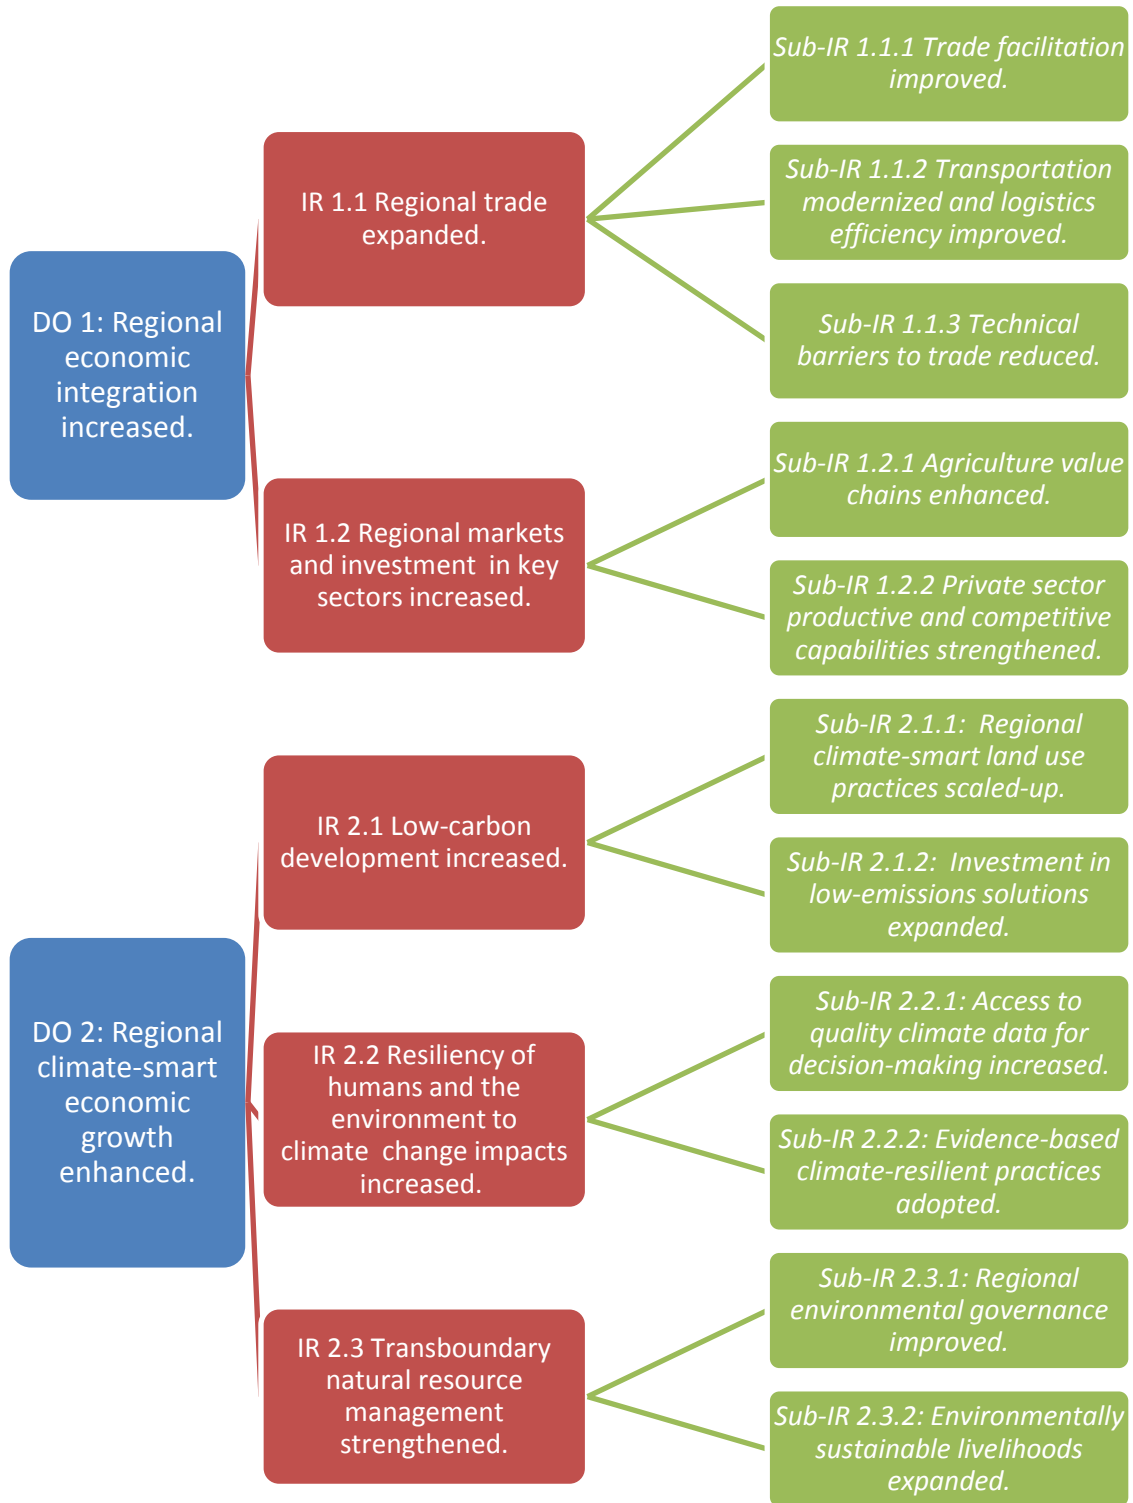 DO 1: Regional
economic
integration
increased.
IR 1.1 Regional trade
expanded.
Sub-IR 1.1.1 Trade facilitation
improved.
Sub-IR 1.1.2 Transportation
modernized and logistics
efficiency improved.
Sub-IR 1.1.3 Technical
barriers to trade reduced.
IR 1.2 Regional markets
and investment  in key
sectors increased.
Sub-IR 1.2.1 Agriculture value
chains enhanced.
Sub-IR 1.2.2 Private sector
productive and competitive
capabilities strengthened.
DO 2: Regional
climate-smart
economic
growth
enhanced.
IR 2.1 Low-carbon
development increased.
Sub-IR 2.1.1:  Regional
climate-smart land use
practices scaled-up.
Sub-IR 2.1.2:  Investment in
low-emissions solutions
expanded.
IR 2.2 Resiliency of
humans and the
environment to
climate  change impacts
increased.
Sub-IR 2.2.1: Access to
quality climate data for
decision-making increased.
Sub-IR 2.2.2: Evidence-based
climate-resilient practices
adopted.
IR 2.3 Transboundary
natural resource
management
strengthened.
Sub-IR 2.3.1: Regional
environmental governance
improved.
Sub-IR 2.3.2: Environmentally
sustainable livelihoods
expanded.